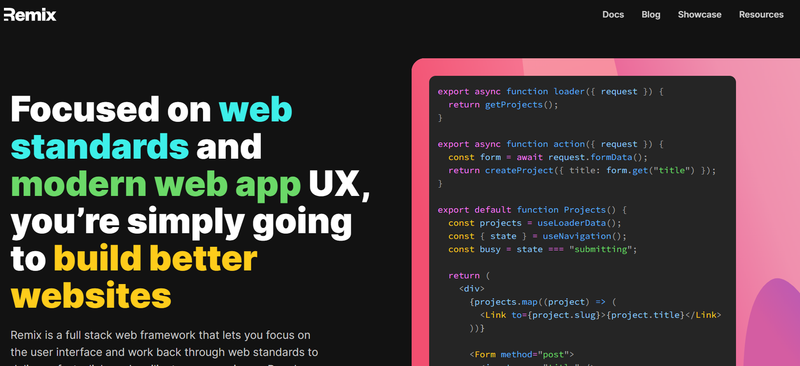 Remix
Docs Blog Showcase Resources
Focused on web
standards and
modern web app UX,
you’re simply going
to build better
websites
Remix is a full stack web framework that lets you focus on
the user interface and work back through web standards to
export async function loader({ request }) {
return getProjects();
}
export async function action({ request }) {
const form = await request.formData();
return createProject({ title: form.get("title") });
}
export default function Projects() {
const projects = useLoaderData();
const { state } = useNavigation();
const busy = state === "submitting";
return (
<div>
{projects.map((project) => (
<Link to={project.slug}>{project.title}</Link>
))}
<Form method="post">